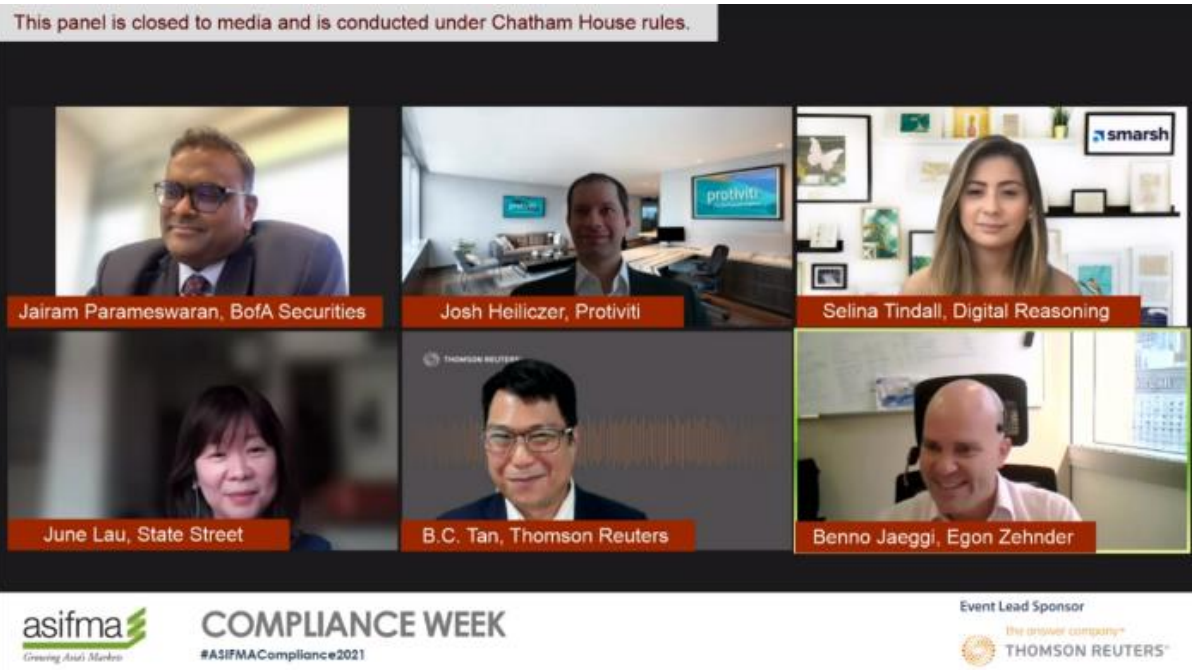 This panel is closed to media and is conducted under Chatham House rules.
protiviti
protiviti
smarsh
Jairam Parameswaran, BofA Securities
Josh Heiliczer, Protiviti
Selina Tindall, Digital Reasoning
THOMSON REUTERS
June Lau, State Street
B.C. Tan, Thomson Reuters
Benno Jaeggi, Egon Zehnder
asifma
Growing Asia's Markets
COMPLIANCE WEEK
#ASIFMACompliance2021
Event Lead Sponsor
the answer company™
THOMSON REUTERS®